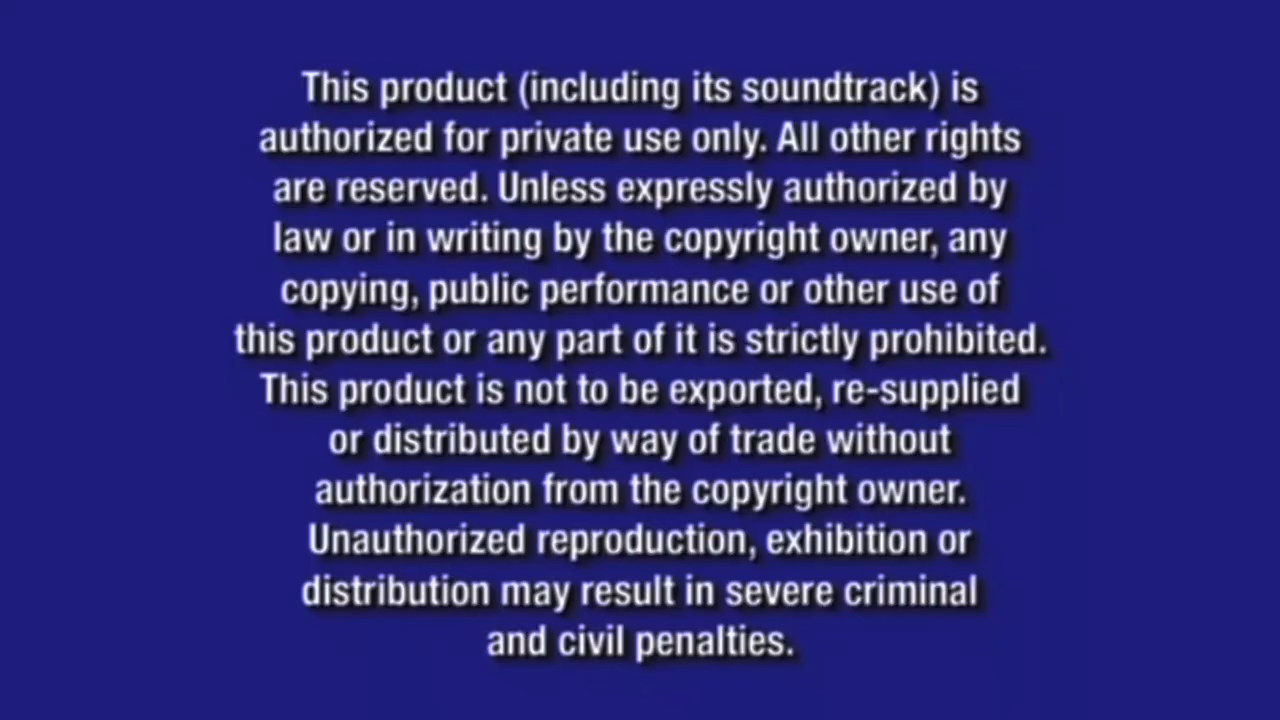 This product (including its soundtrack) is
authorized for private use only. All other rights
are reserved. Unless expressly authorized by
law or in writing by the copyright owner, any
copying, public performance or other use of
this product or any part of it is strictly prohibited.
This product is not to be exported, re-supplied
or distributed by way of trade without
authorization from the copyright owner.
Unauthorized reproduction, exhibition or
distribution may result in severe criminal
and civil penalties.